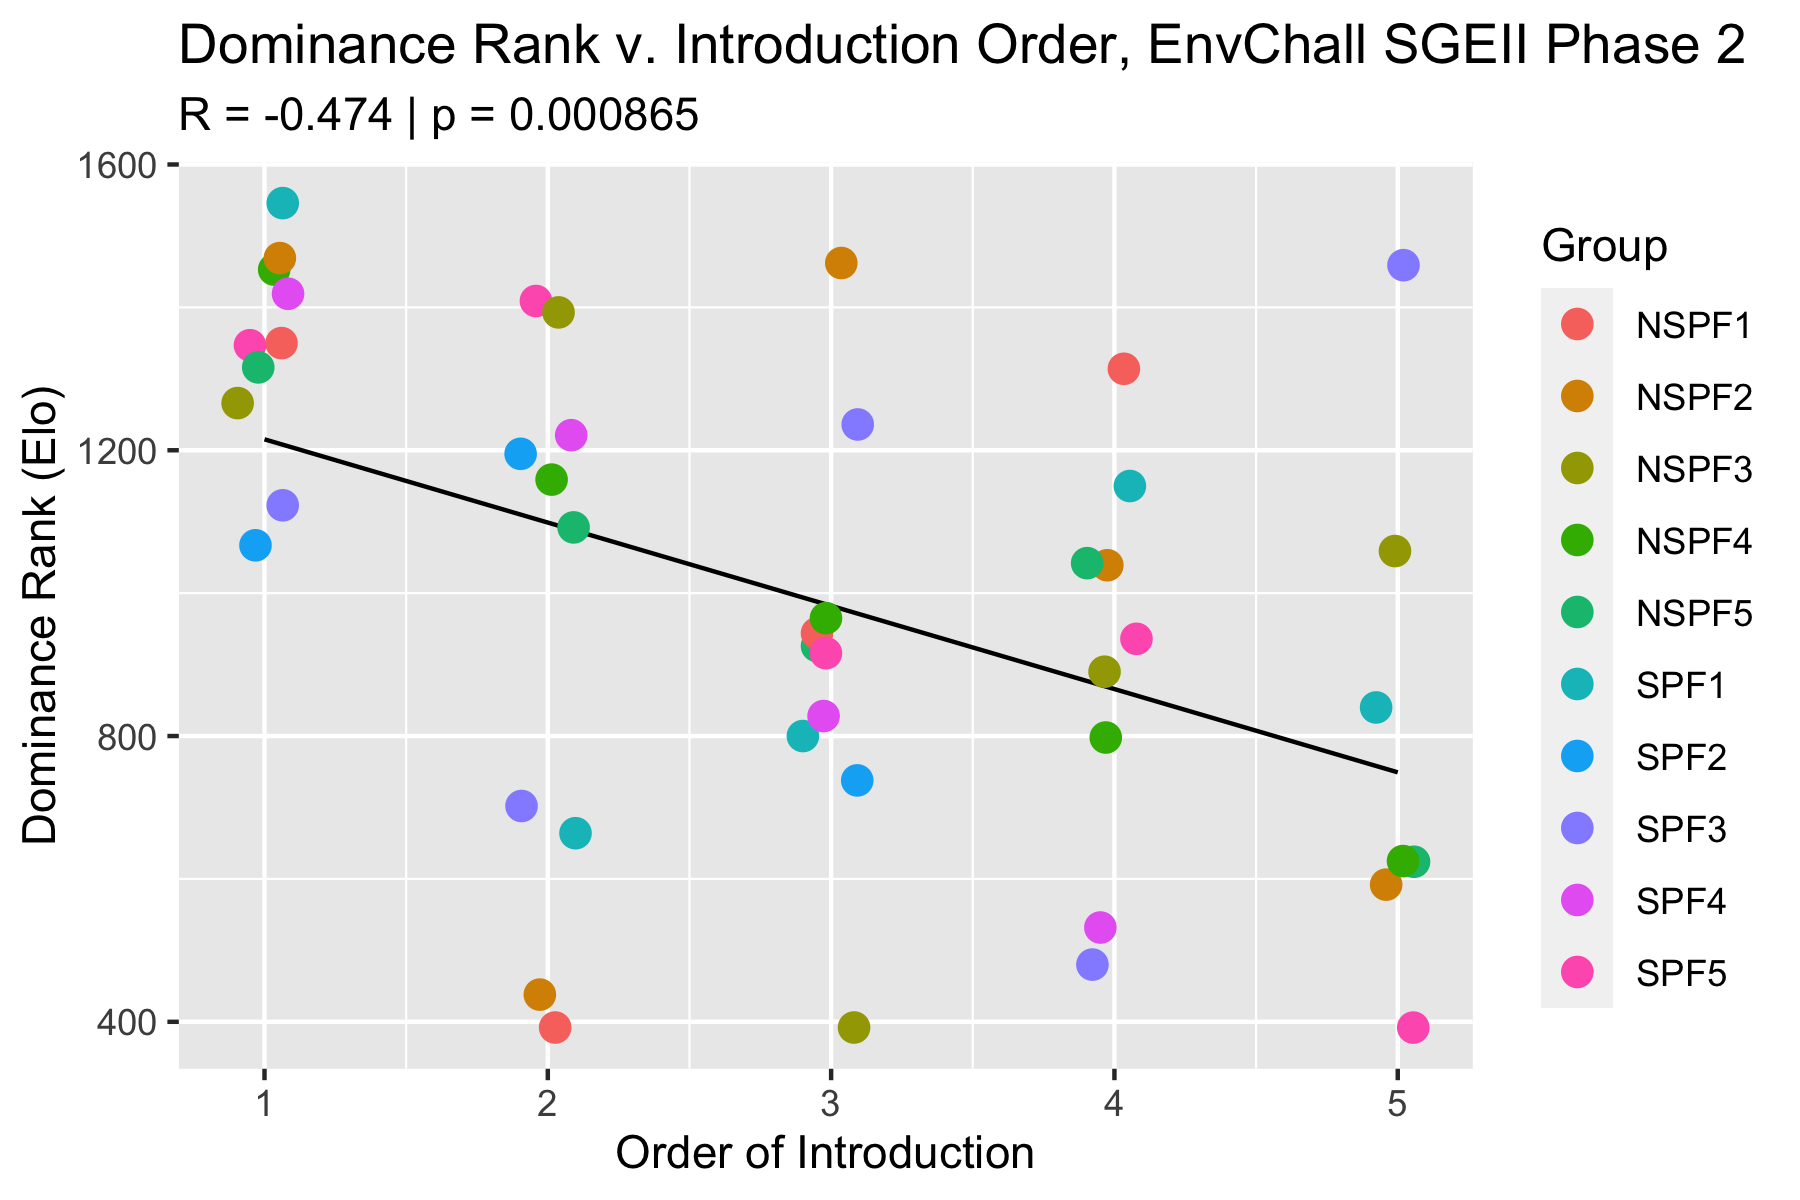 Dominance Rank v. Introduction Order, EnvChall SGEII Phase 2
R = -0.474 | p = 0.000865
1600
1200
800
400
Dominance Rank (Elo)
1
2
3
4
5
Order of Introduction
Group
NSPF1
NSPF2
NSPF3
NSPF4
NSPF5
SPF1
SPF2
SPF3
SPF4
SPF5